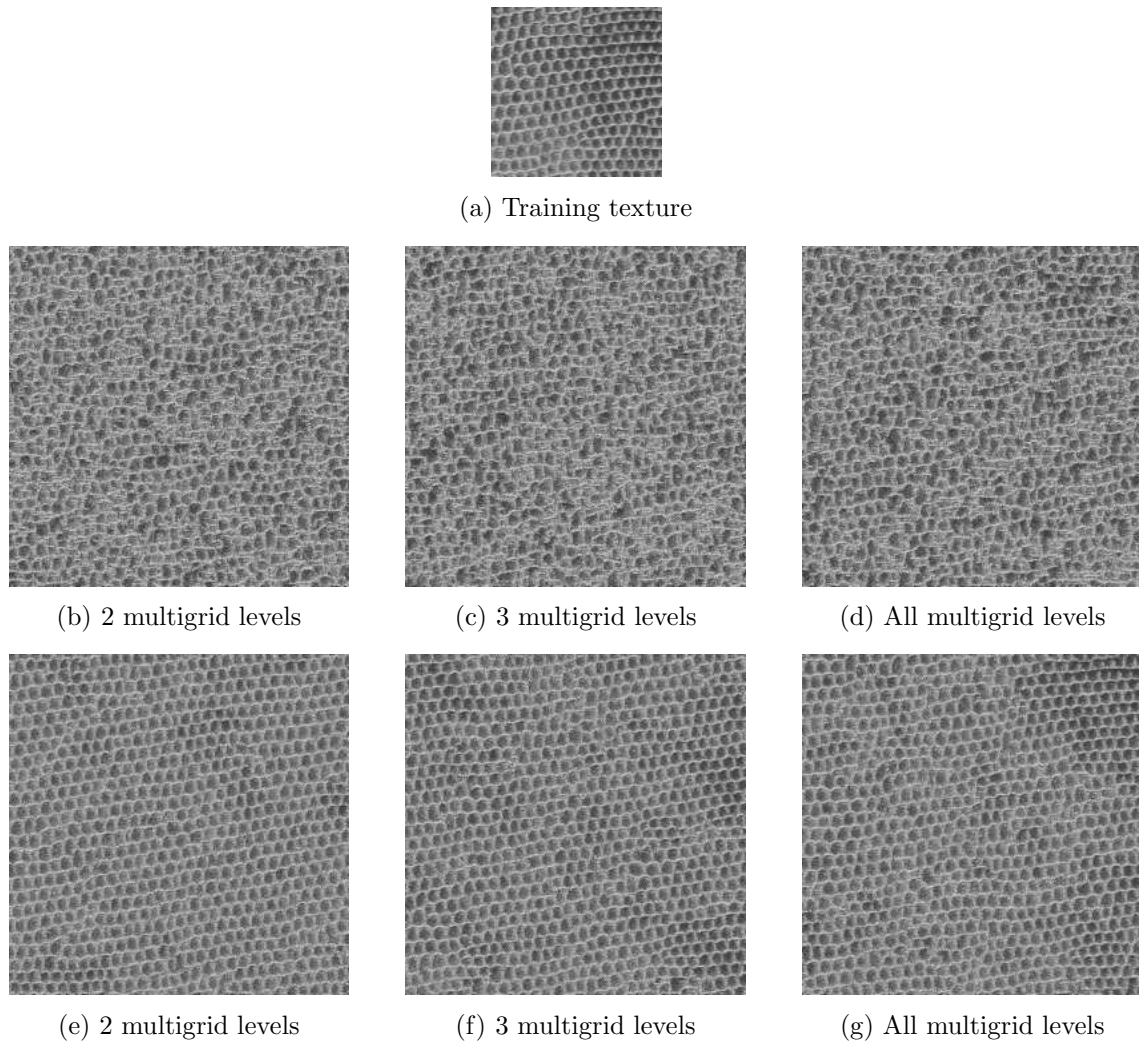 (a) Training texture
(b) 2 multigrid levels
(c) 3 multigrid levels
(d) All multigrid levels
(e) 2 multigrid levels
(f) 3 multigrid levels
(g) All multigrid levels